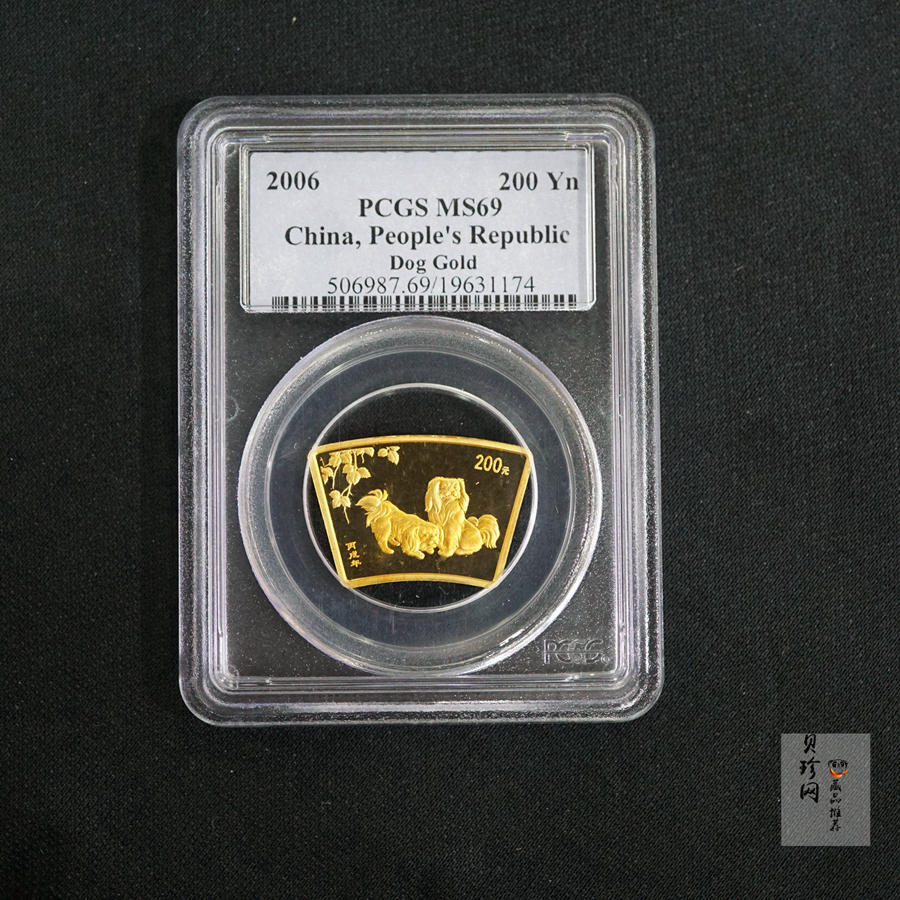 2006 200 Yn
PCGS MS69
China, People's Republic
Dog Gold
506987.69/19631174
200元
丙戌年
PCGS
贝珍网
藏品推荐